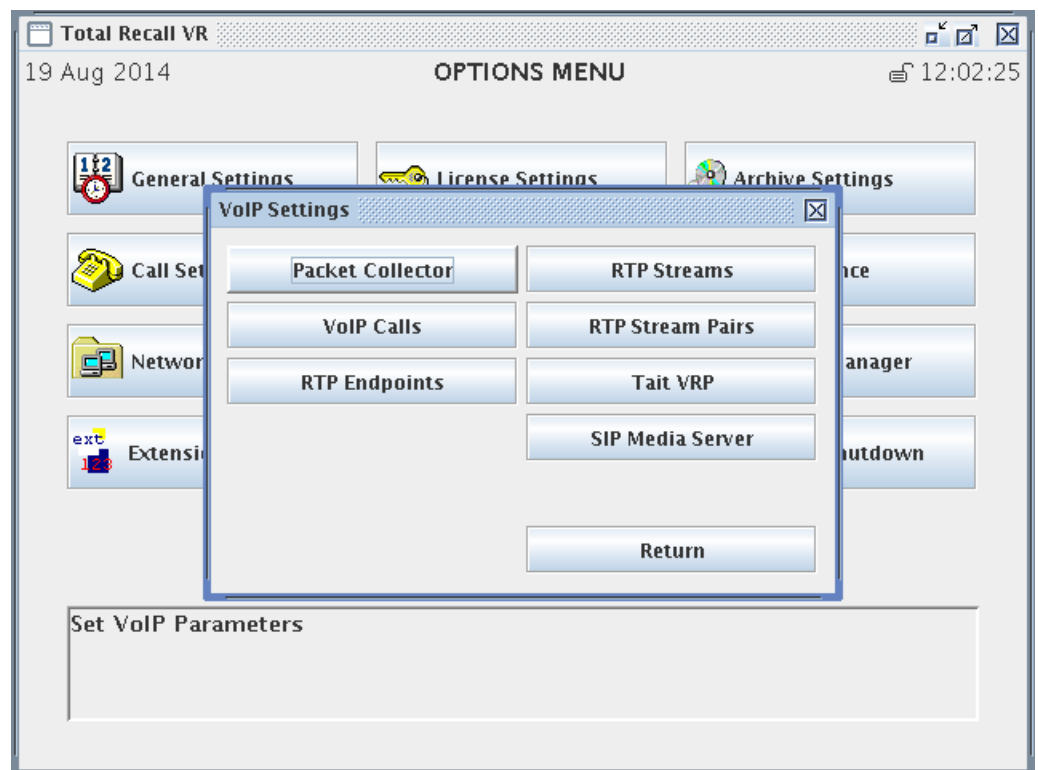 Total Recall VR
19 Aug 2014 OPTIONS MENU 12:02:25
General Settings License Settings Archive Settings
VoIP Settings
Call Set nce
Packet Collector RTP Streams
VoIP Calls RTP Stream Pairs
Networ anager
RTP Endpoints Tait VRP
ext
123
Extensi utdown
SIP Media Server
Return
Set VoIP Parameters